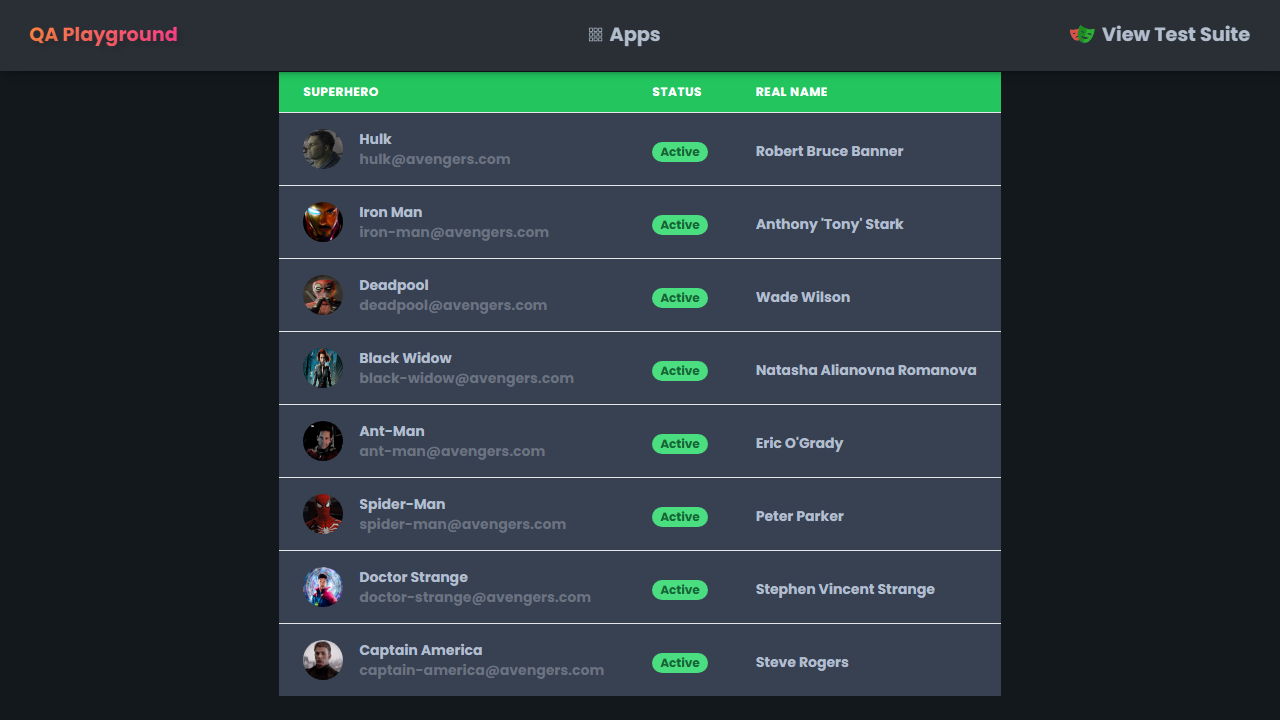 QA Playground
Apps
View Test Suite
SUPERHERO STATUS REAL NAME
Hulk
hulk@avengers.com
Active
Robert Bruce Banner
Iron Man
iron-man@avengers.com
Active
Anthony 'Tony' Stark
Deadpool
deadpool@avengers.com
Active
Wade Wilson
Black Widow
black-widow@avengers.com
Active
Natasha Alianovna Romanova
Ant-Man
ant-man@avengers.com
Active
Eric O'Grady
Spider-Man
spider-man@avengers.com
Active
Peter Parker
Doctor Strange
doctor-strange@avengers.com
Active
Stephen Vincent Strange
Captain America
captain-america@avengers.com
Active
Steve Rogers